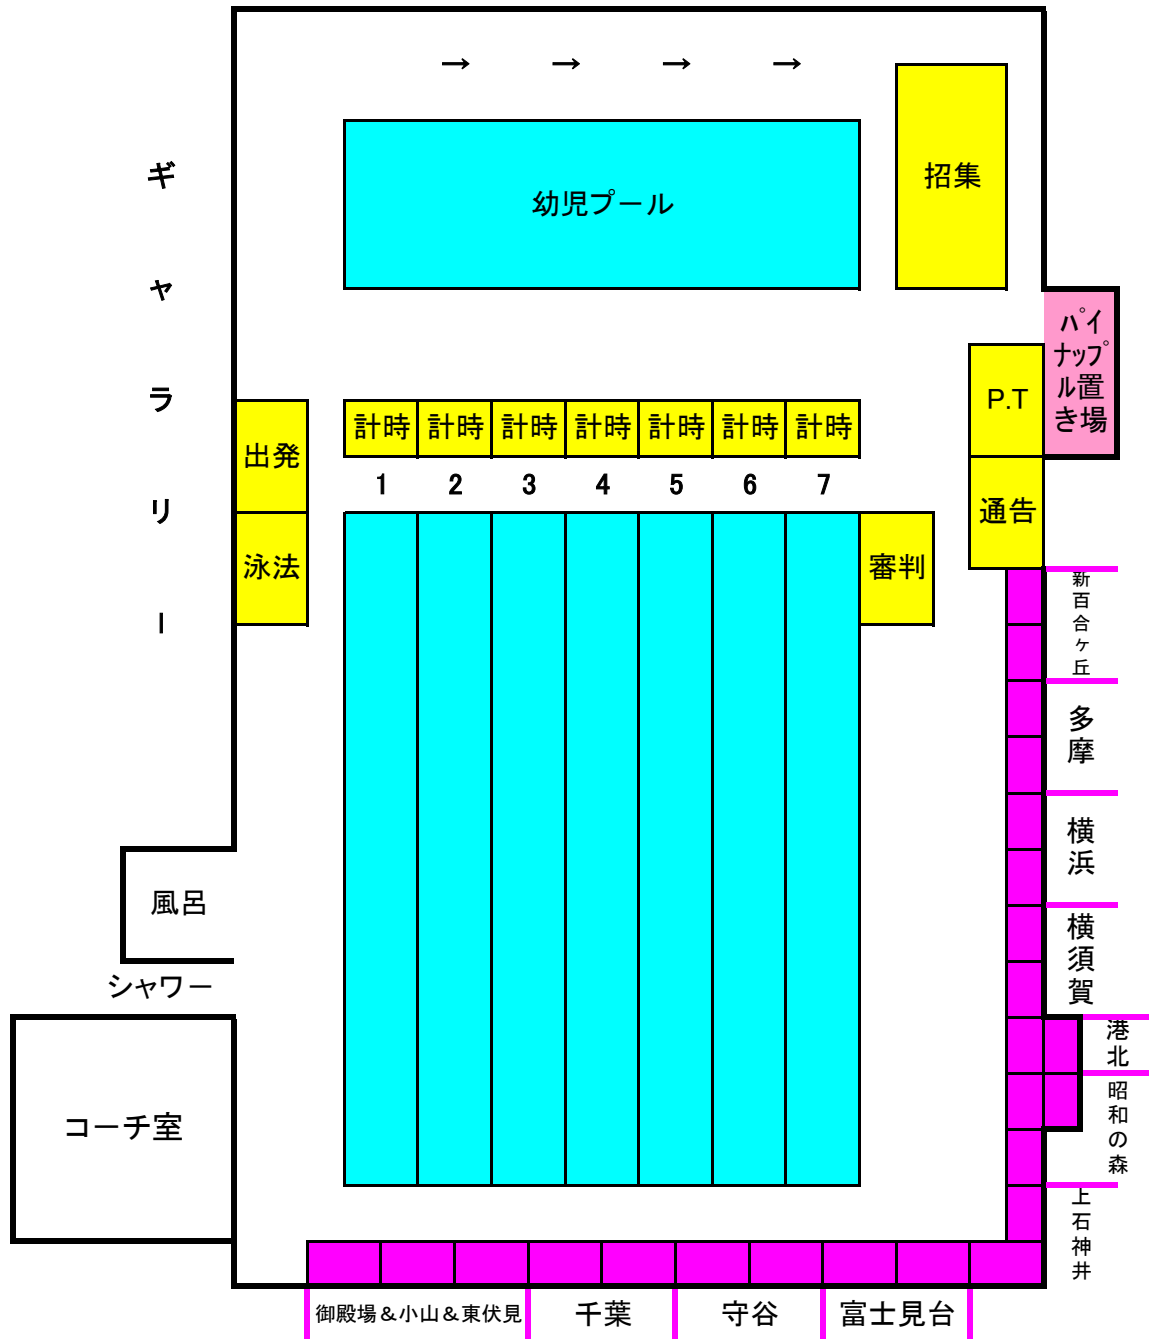 → → → →
招集
幼児プール
ギャラリー
パイ
ナップ
ル置
き場
P.T
計時 計時 計時 計時 計時 計時 計時
出発
1 2 3 4 5 6 7
通告
泳法
審判
新百合ヶ丘
多摩
横浜
横須賀
風呂
シャワー
港北
昭和の森
コーチ室
上石神井
御殿場&小山&東伏見
千葉
守谷
富士見台